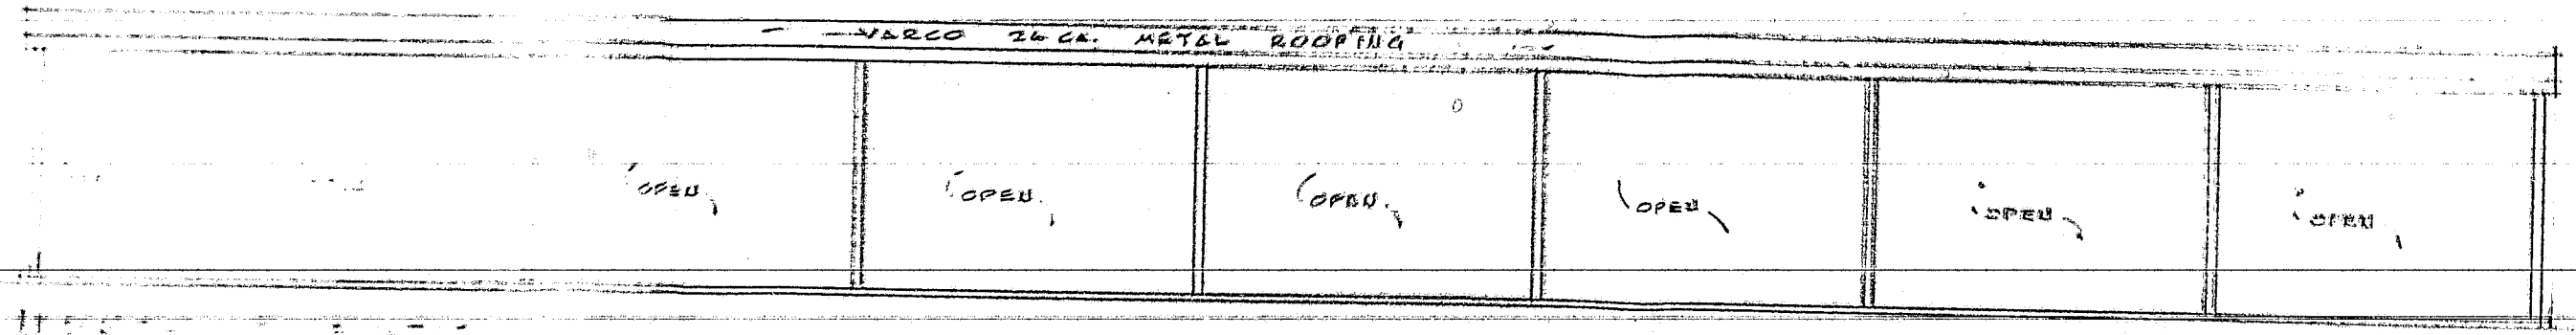 VARCO 26 GA. METAL ROOFING
OPEN OPEN OPEN OPEN OPEN OPEN